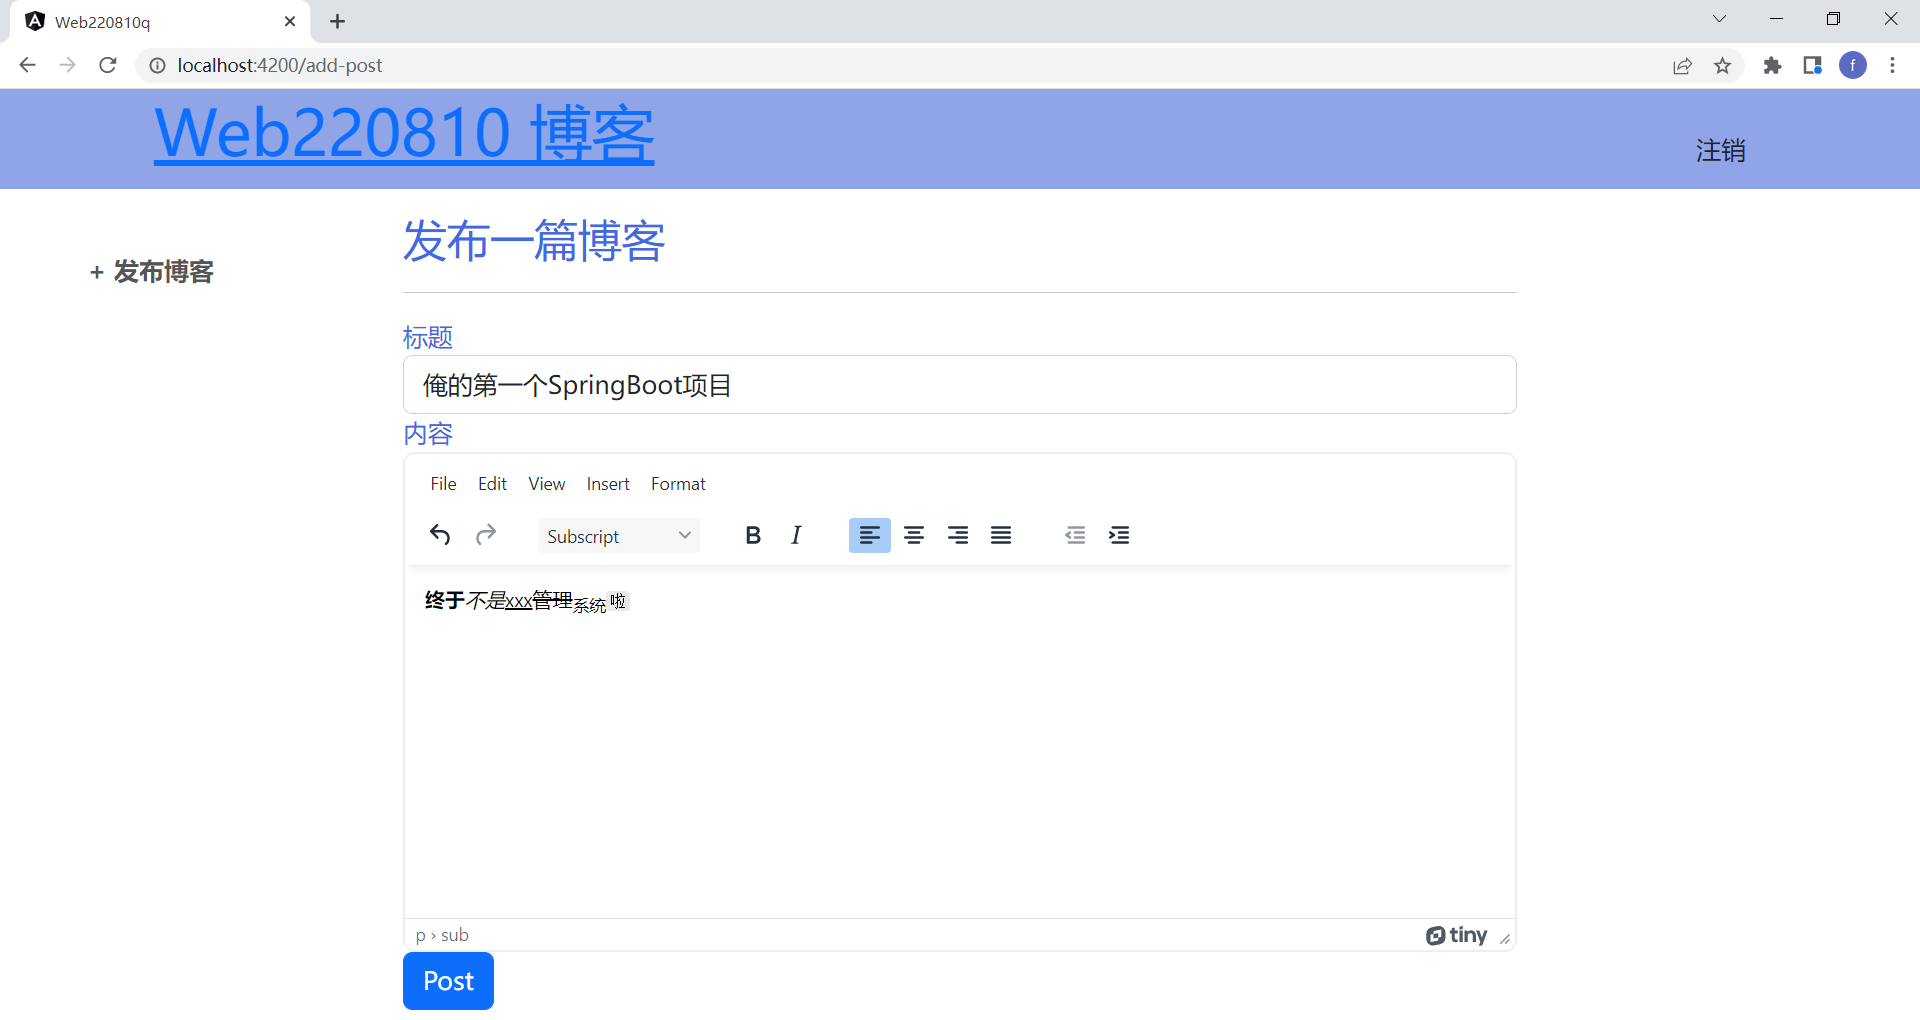 Web220810q
localhost:4200/add-post
f
Web220810 博客
注销
发布一篇博客
+ 发布博客
标题
俺的第一个SpringBoot项目
内容
File Edit View Insert Format
Subscript B I
终于不是xxx管理系统啦
p › sub
tiny
Post